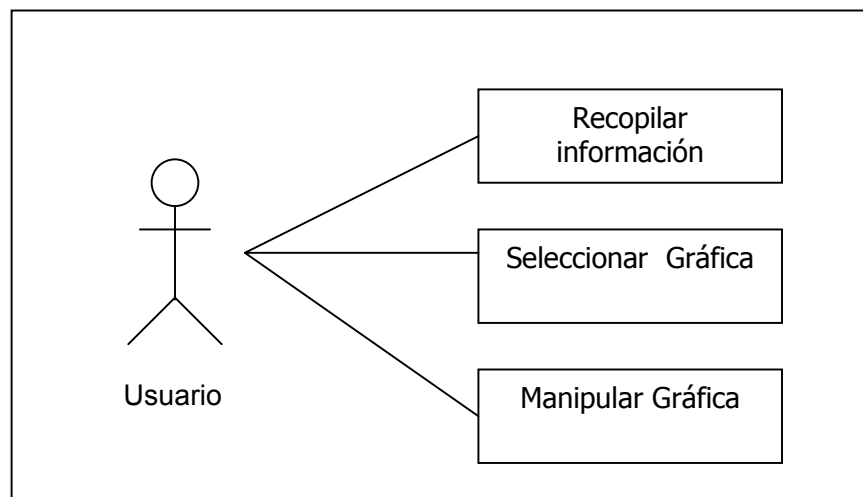 Recopilar
información
Seleccionar Gráfica
Manipular Gráfica
Usuario